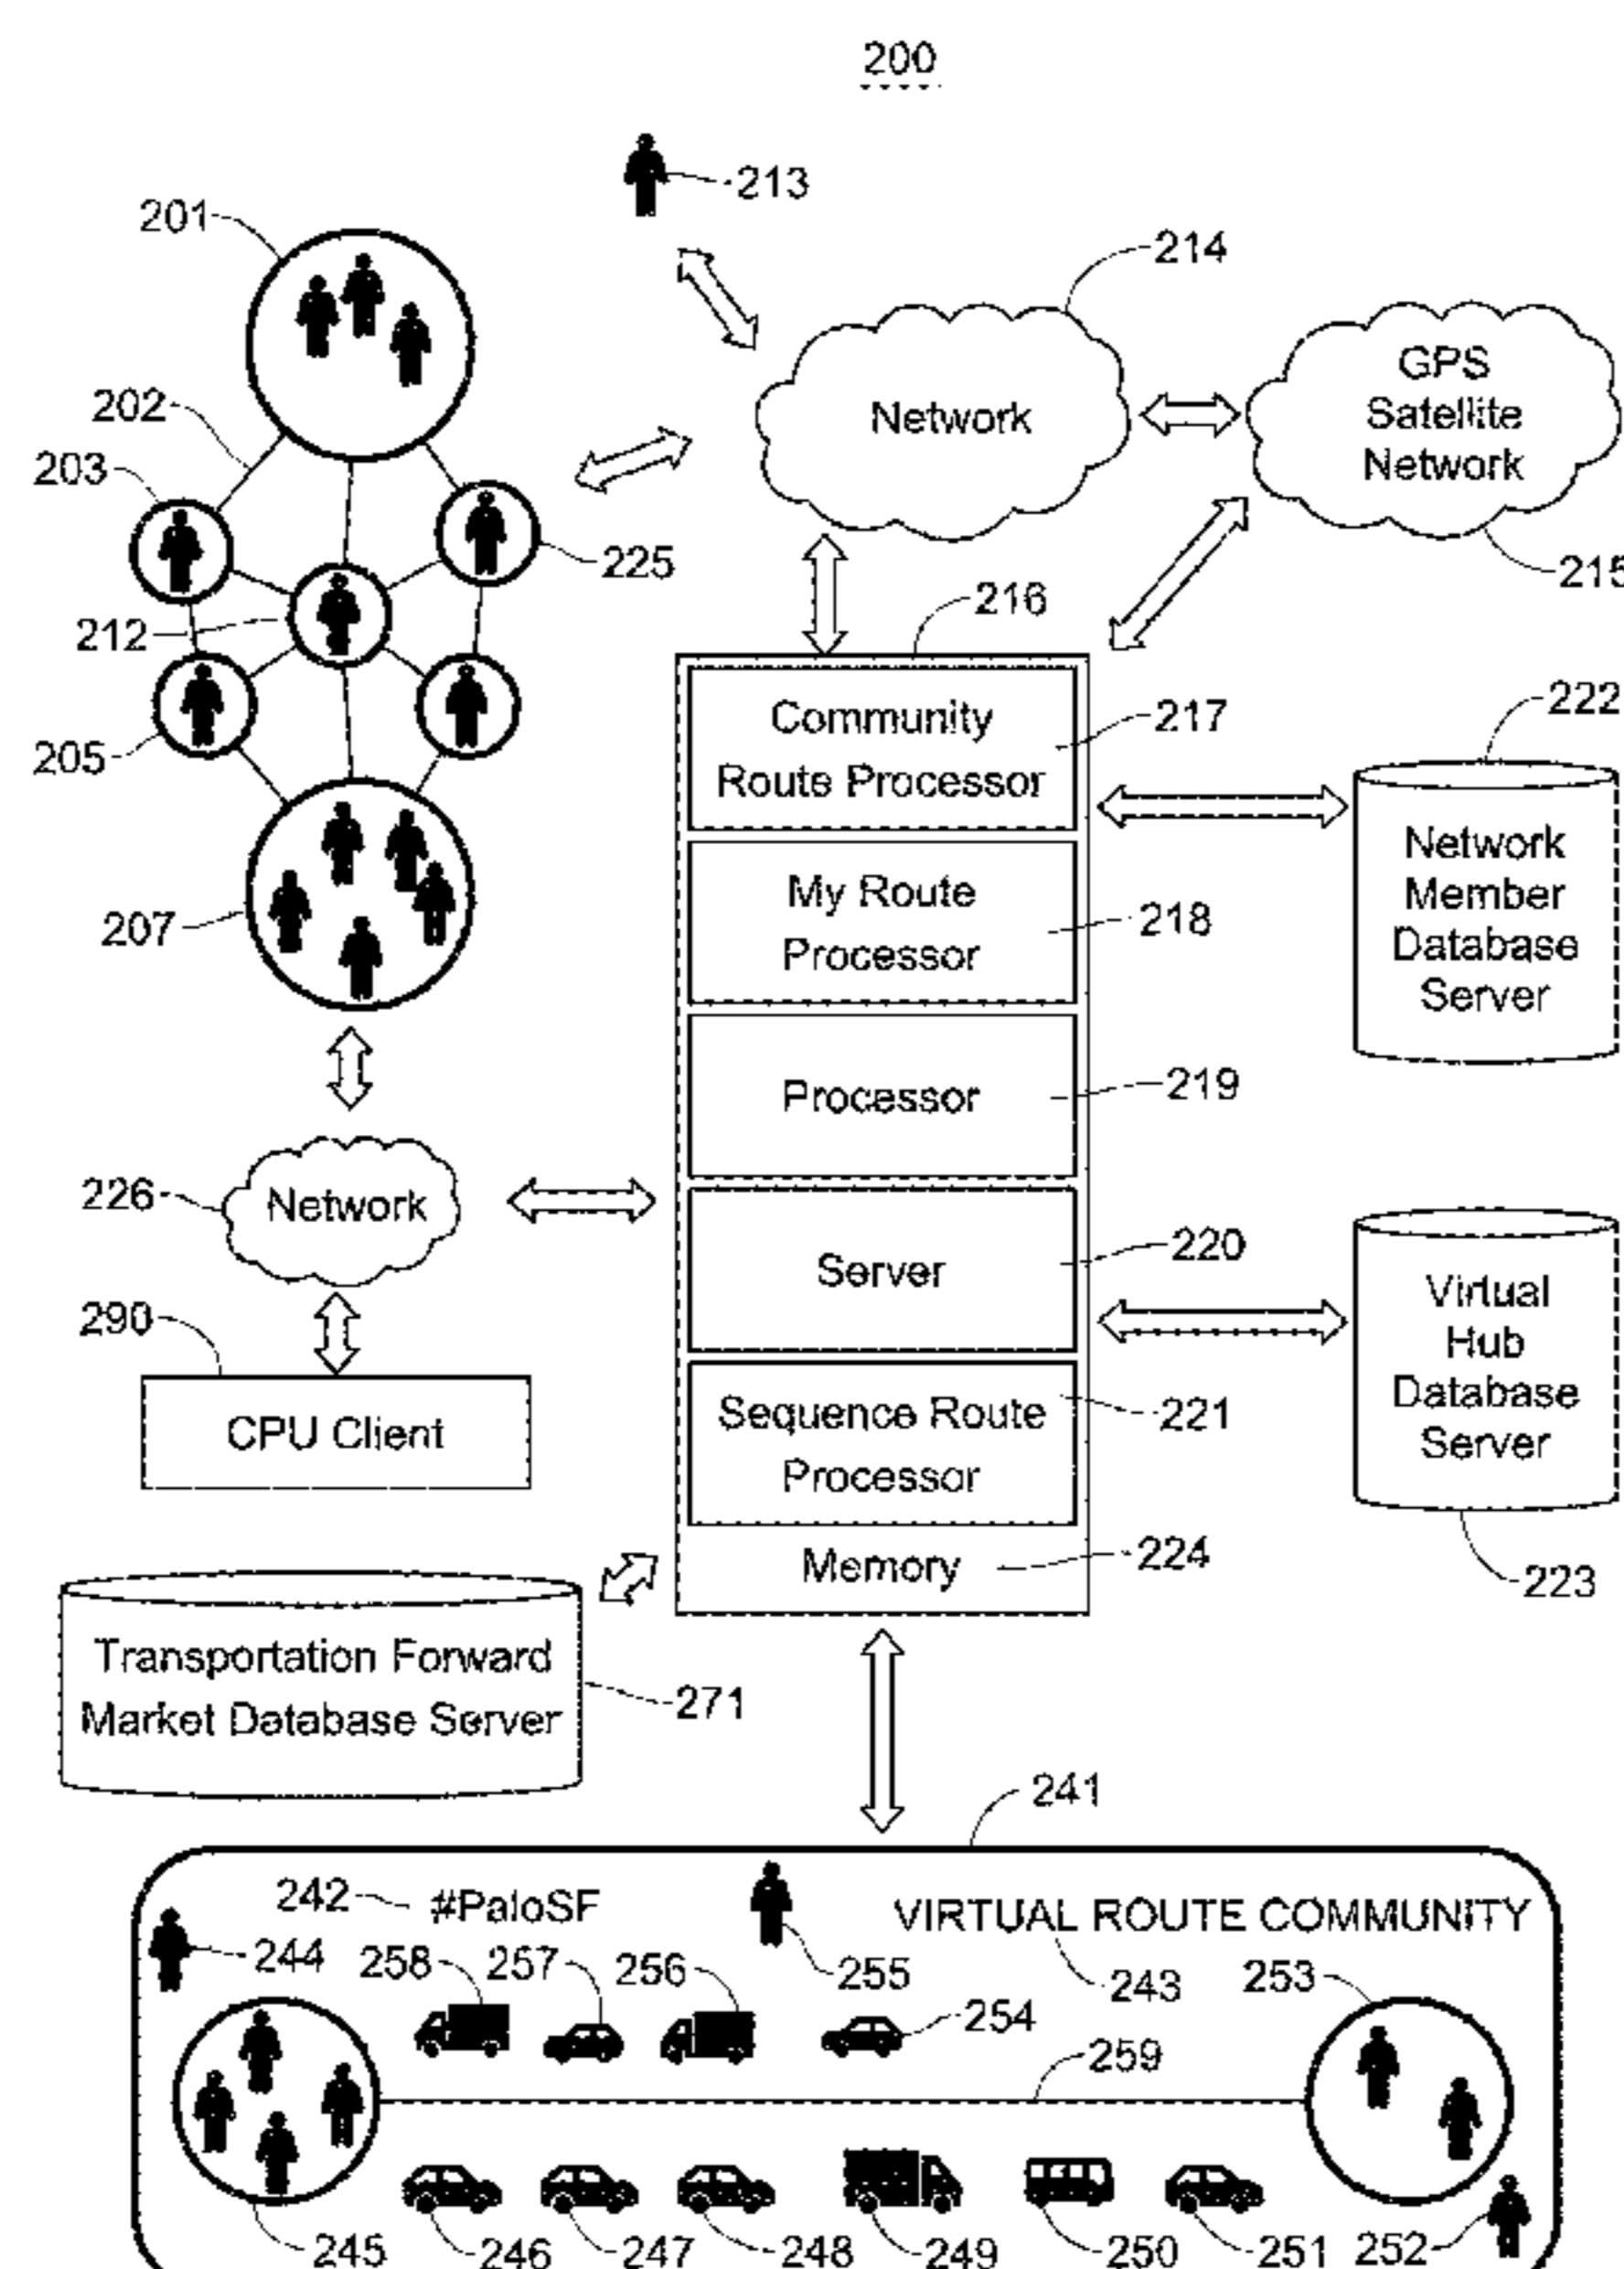 200
213
201
214
GPS
Satellite
Network
Network
202
203
225
215
212
216
205
Community
Route Processor
217
222
My Route
Processor
218
Network
Member
Database
Server
207
Processor
219
226
Network
Server
220
Virtual
Hub
Database
Server
290
CPU Client
Sequence Route
Processor
221
Memory
224
223
Transportation Forward
Market Database Server
271
241
242
#PaloSF
VIRTUAL ROUTE COMMUNITY
244
258
257
256
255
243
253
254
259
245
246
247
248
249
250
251
252